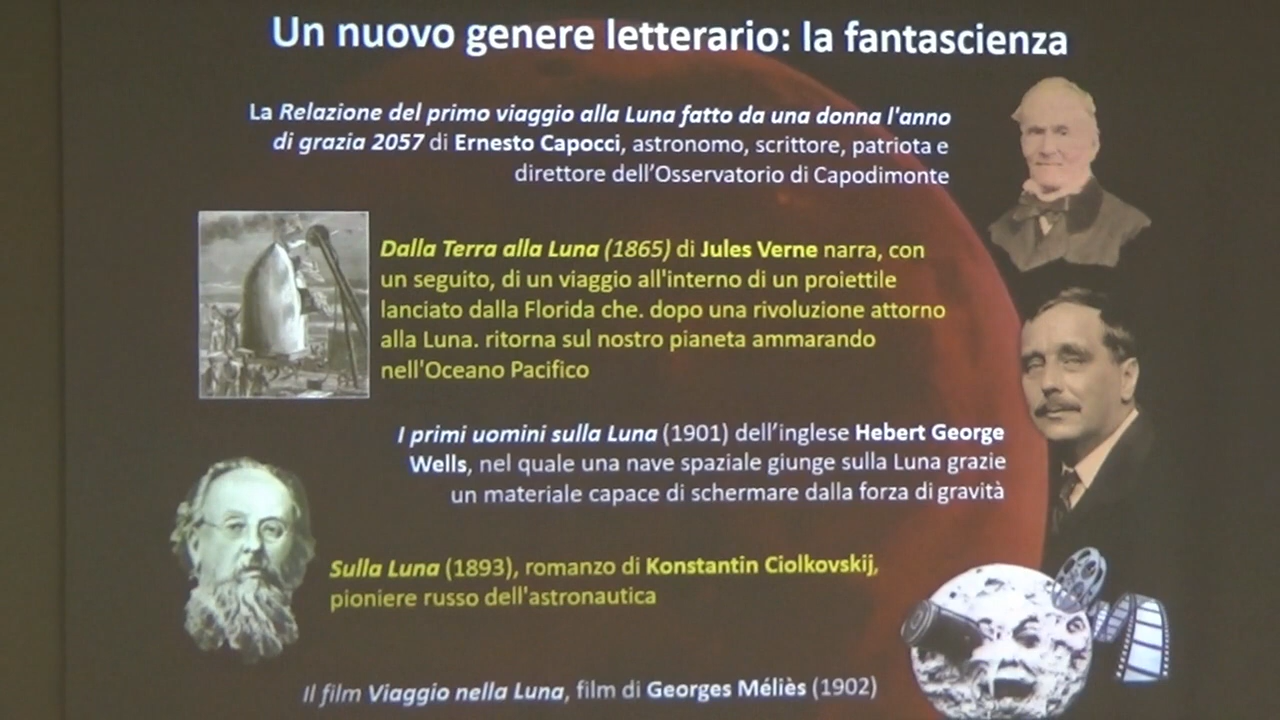 Un nuovo genere letterario: la fantascienza
La Relazione del primo viaggio alla Luna fatto da una donna l'anno
di grazia 2057 di Ernesto Capocci, astronomo, scrittore, patriota e
direttore dell'Osservatorio di Capodimonte
Dalla Terra alla Luna (1865) di Jules Verne narra, con
un seguito, di un viaggio all'interno di un proiettile
lanciato dalla Florida che. dopo una rivoluzione attorno
alla Luna. ritorna sul nostro pianeta ammarando
nell'Oceano Pacifico
I primi uomini sulla Luna (1901) dell'inglese Hebert George
Wells, nel quale una nave spaziale giunge sulla Luna grazie
un materiale capace di schermare dalla forza di gravità
Sulla Luna (1893), romanzo di Konstantin Ciolkovskij,
pioniere russo dell'astronautica
Il film Viaggio nella Luna, film di Georges Méliès (1902)